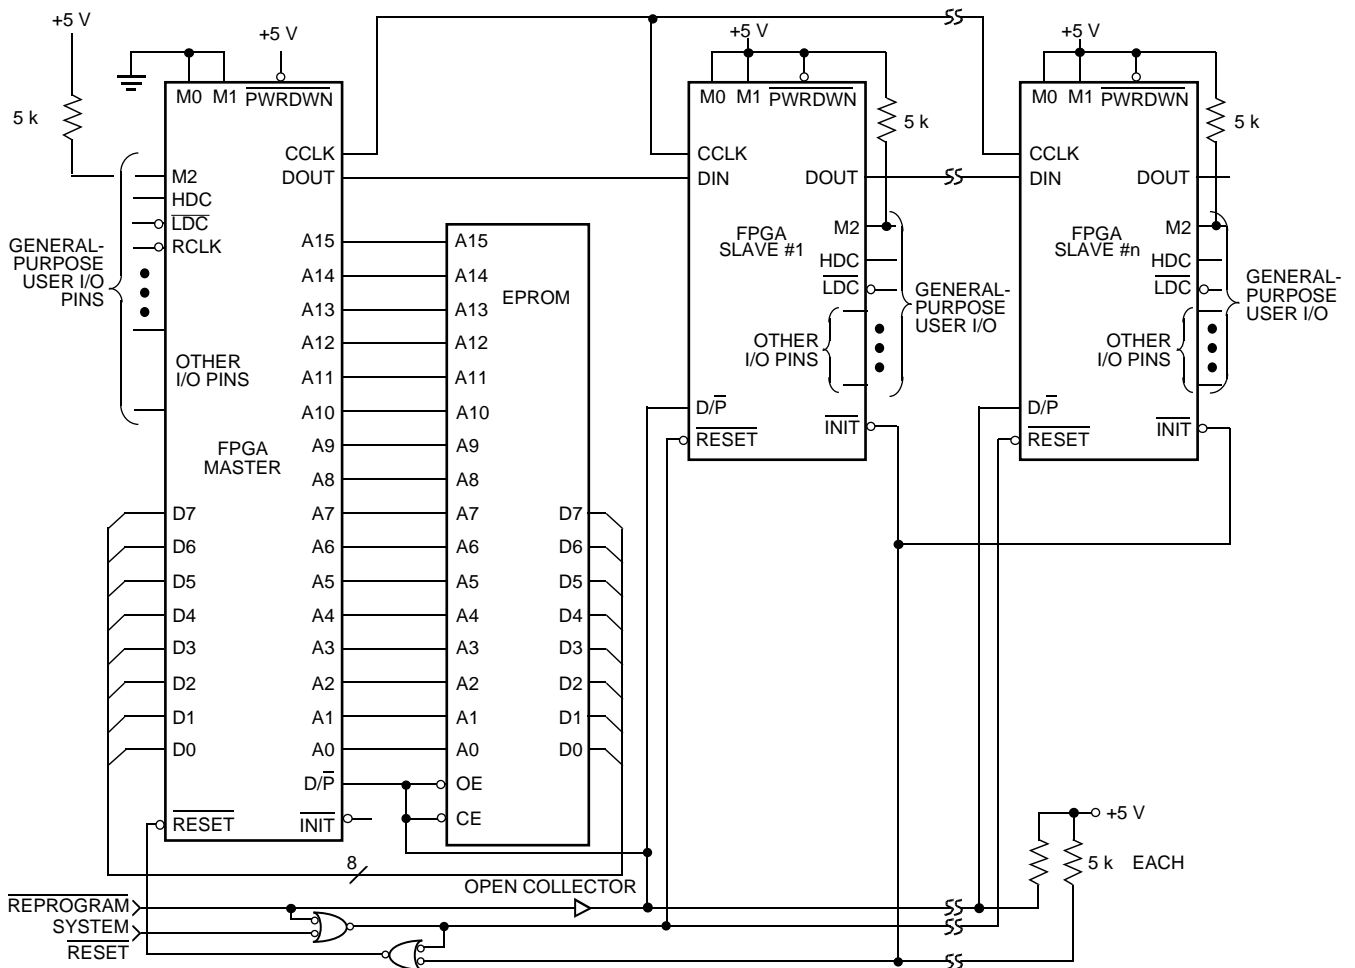 +5 V
+5 V
5 k
M0 M1 PWRDWN
CCLK
DOUT
M2
HDC
LDC
RCLK
GENERAL-
PURPOSE
USER I/O
PINS
OTHER
I/O PINS
FPGA
MASTER
A15
A14
A13
A12
A11
A10
A9
A8
A7
A6
A5
A4
A3
A2
A1
A0
D/P
INIT
D7
D6
D5
D4
D3
D2
D1
D0
RESET
EPROM
A15
A14
A13
A12
A11
A10
A9
A8
A7
A6
A5
A4
A3
A2
A1
A0
OE
CE
D7
D6
D5
D4
D3
D2
D1
D0
8
+5 V
M0 M1 PWRDWN
5 k
CCLK
DIN
DOUT
FPGA
SLAVE #1
M2
HDC
LDC
OTHER
I/O PINS
GENERAL-
PURPOSE
USER I/O
D/P
RESET
INIT
+5 V
M0 M1 PWRDWN
5 k
CCLK
DIN
DOUT
FPGA
SLAVE #n
M2
HDC
LDC
OTHER
I/O PINS
GENERAL-
PURPOSE
USER I/O
D/P
RESET
INIT
+5 V
5 k EACH
OPEN COLLECTOR
REPROGRAM
SYSTEM
RESET